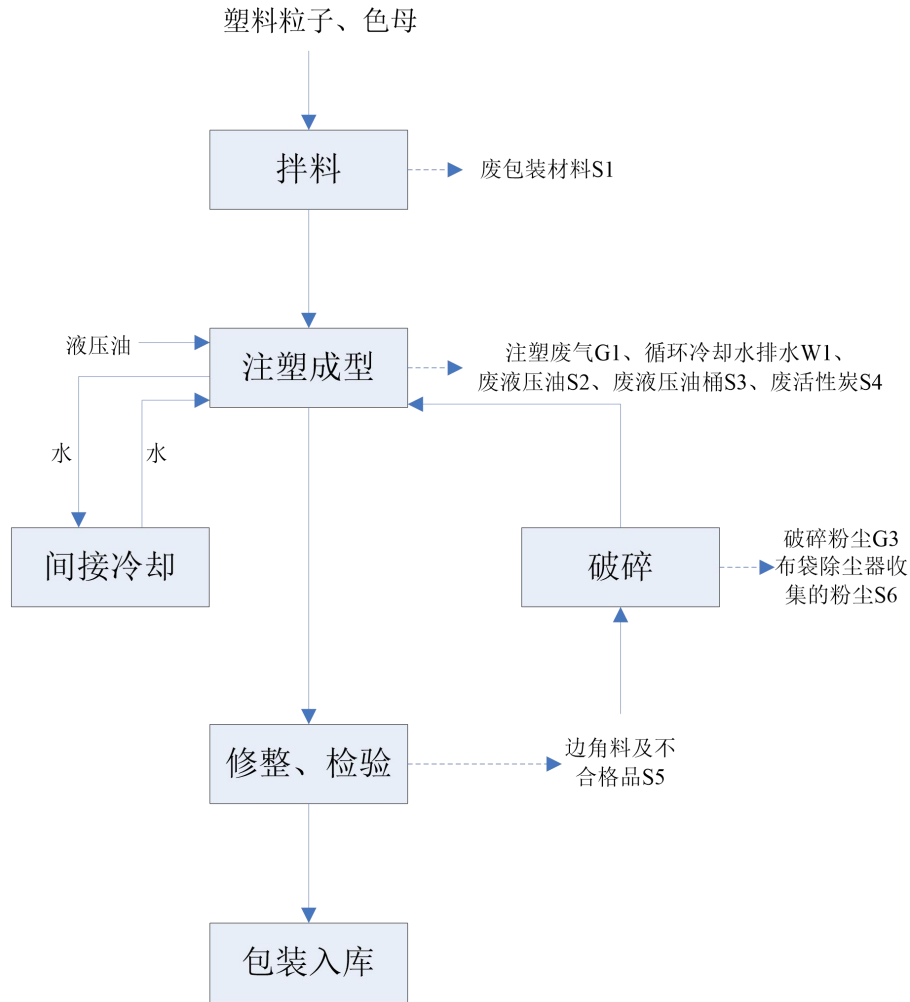 塑料粒子、色母
拌料
废包装材料S1
液压油
注塑成型
注塑废气G1、循环冷却水排水W1、
废液压油S2、废液压油桶S3、废活性炭S4
水
水
间接冷却
破碎
破碎粉尘G3
布袋除尘器收
集的粉尘S6
修整、检验
边角料及不
合格品S5
包装入库